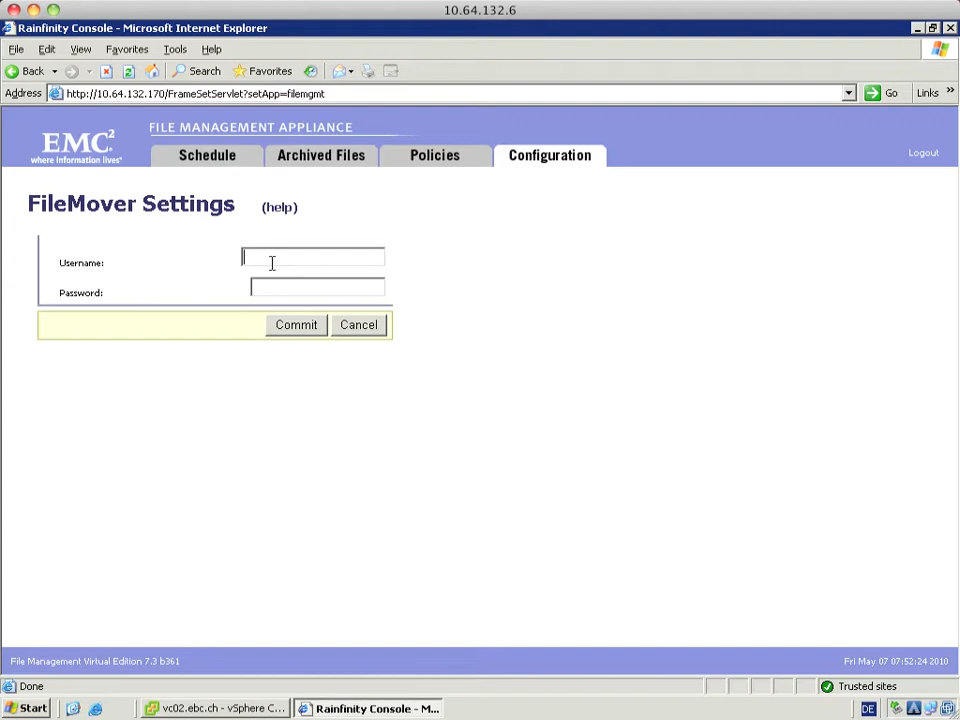 10.64.132.6
Rainfinity Console - Microsoft Internet Explorer
File Edit View Favorites Tools Help
Back Search Favorites
Address http://10.64.132.170/FrameSetServlet?setApp=filemgmt Go Links »
EMC²
where information lives®
FILE MANAGEMENT APPLIANCE
Schedule Archived Files Policies Configuration Logout
FileMover Settings (help)
Username:
Password:
Commit Cancel
File Management Virtual Edition 7.3 b361 Fri May 07 07:52:24 2010
Done Trusted sites
Start vc02.ebc.ch - vSphere C... Rainfinity Console - M... DE